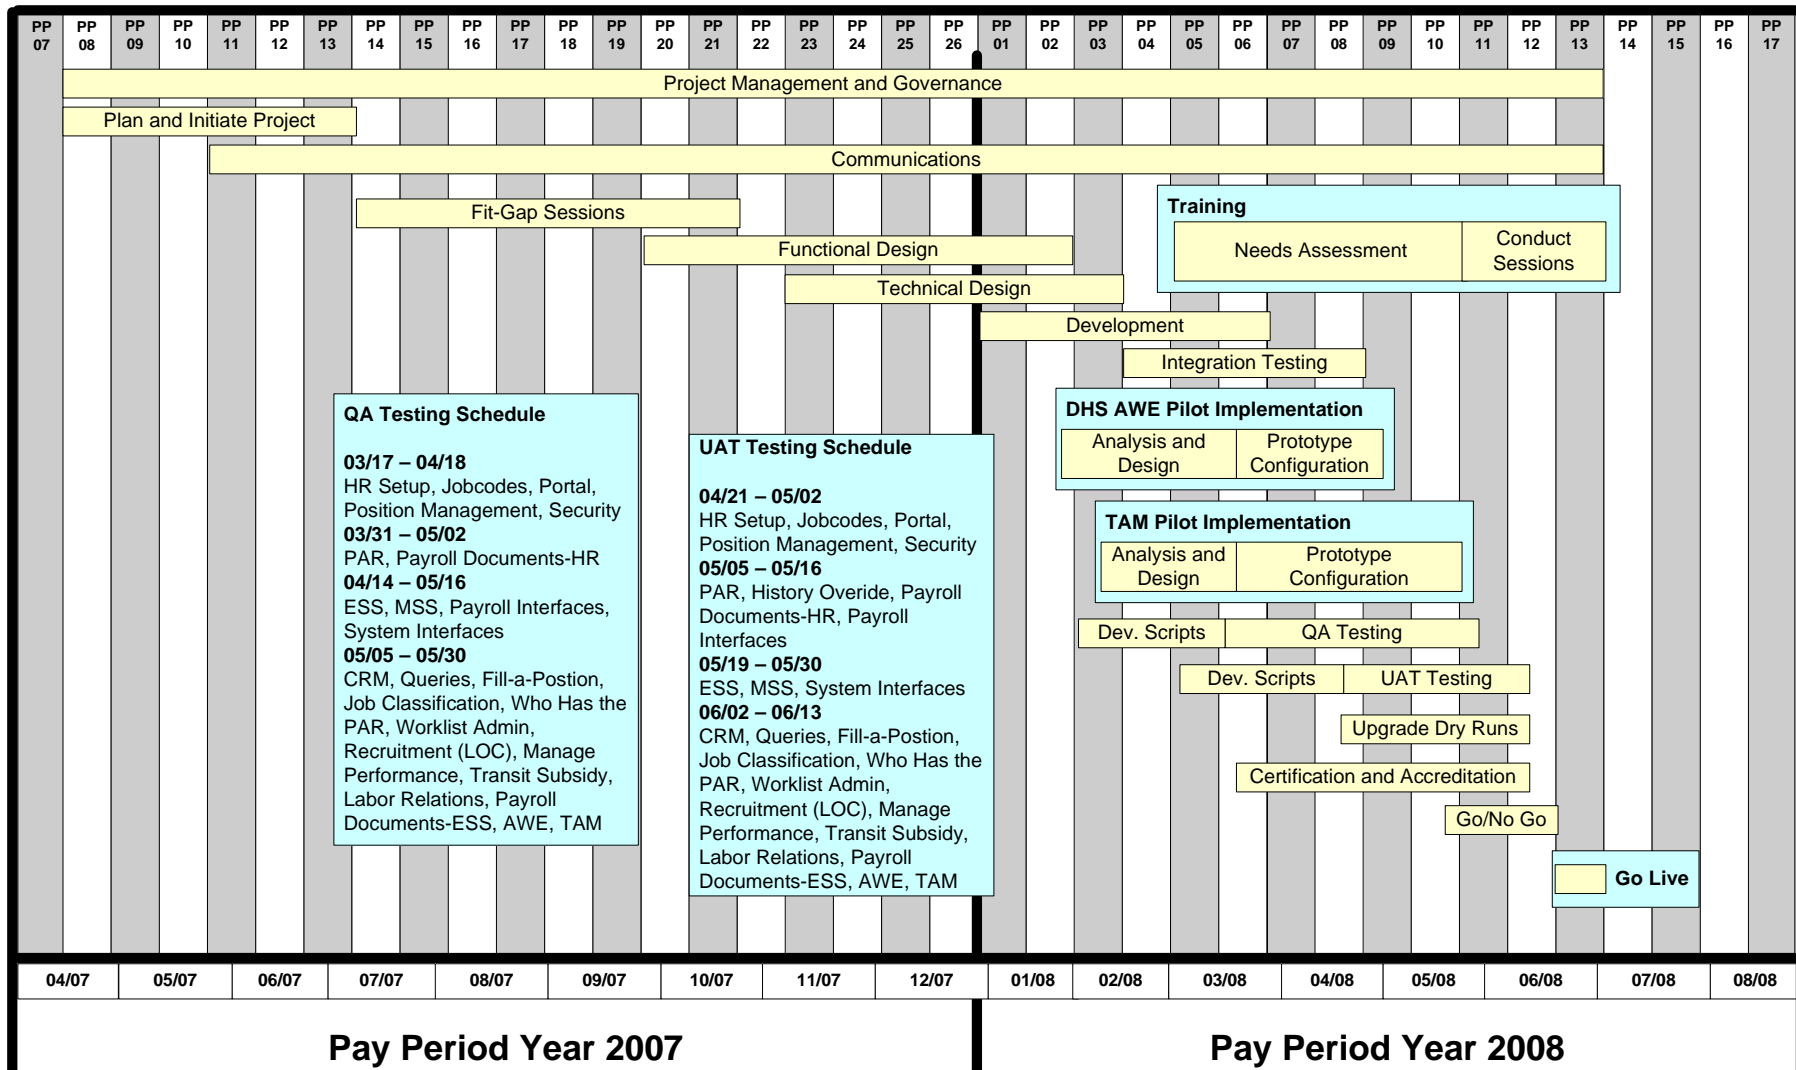 PP PP PP PP PP PP PP PP PP PP PP PP PP PP PP PP PP PP PP PP PP PP PP PP PP PP PP PP PP PP PP PP PP PP PP PP PP
07 08 09 10 11 12 13 14 15 16 17 18 19 20 21 22 23 24 25 26 01 02 03 04 05 06 07 08 09 10 11 12 13 14 15 16 17
Project Management and Governance
Plan and Initiate Project
Communications
Fit-Gap Sessions
Functional Design
Technical Design
Development
Integration Testing
Training
Needs Assessment
Conduct
Sessions
DHS AWE Pilot Implementation
Analysis and
Design
Prototype
Configuration
TAM Pilot Implementation
Analysis and
Design
Prototype
Configuration
Dev. Scripts
QA Testing
Dev. Scripts
UAT Testing
Upgrade Dry Runs
Certification and Accreditation
Go/No Go
Go Live
QA Testing Schedule
03/17 – 04/18
HR Setup, Jobcodes, Portal,
Position Management, Security
03/31 – 05/02
PAR, Payroll Documents-HR
04/14 – 05/16
ESS, MSS, Payroll Interfaces,
System Interfaces
05/05 – 05/30
CRM, Queries, Fill-a-Postion,
Job Classification, Who Has the
PAR, Worklist Admin,
Recruitment (LOC), Manage
Performance, Transit Subsidy,
Labor Relations, Payroll
Documents-ESS, AWE, TAM
UAT Testing Schedule
04/21 – 05/02
HR Setup, Jobcodes, Portal,
Position Management, Security
05/05 – 05/16
PAR, History Overide, Payroll
Documents-HR, Payroll
Interfaces
05/19 – 05/30
ESS, MSS, System Interfaces
06/02 – 06/13
CRM, Queries, Fill-a-Postion,
Job Classification, Who Has the
PAR, Worklist Admin,
Recruitment (LOC), Manage
Performance, Transit Subsidy,
Labor Relations, Payroll
Documents-ESS, AWE, TAM
04/07 05/07 06/07 07/07 08/07 09/07 10/07 11/07 12/07 01/08 02/08 03/08 04/08 05/08 06/08 07/08 08/08
Pay Period Year 2007
Pay Period Year 2008